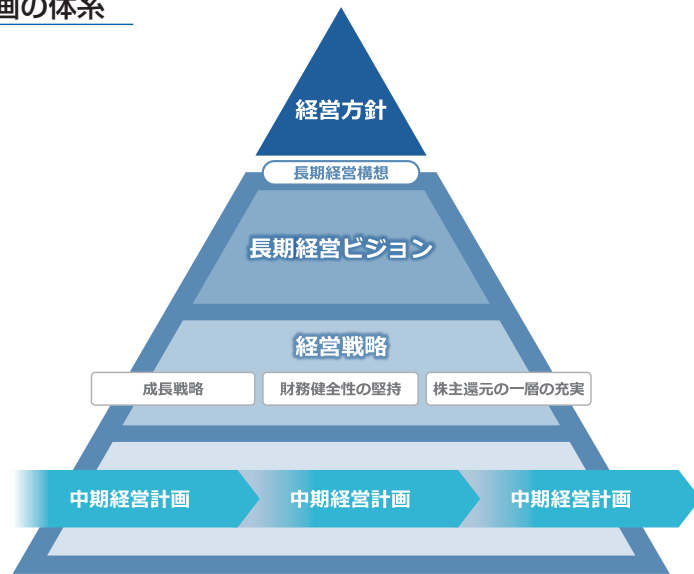 画の体系
経営方針
長期経営構想
長期経営ビジョン
経営戦略
成長戦略
財務健全性の堅持
株主還元の一層の充実
中期経営計画
中期経営計画
中期経営計画